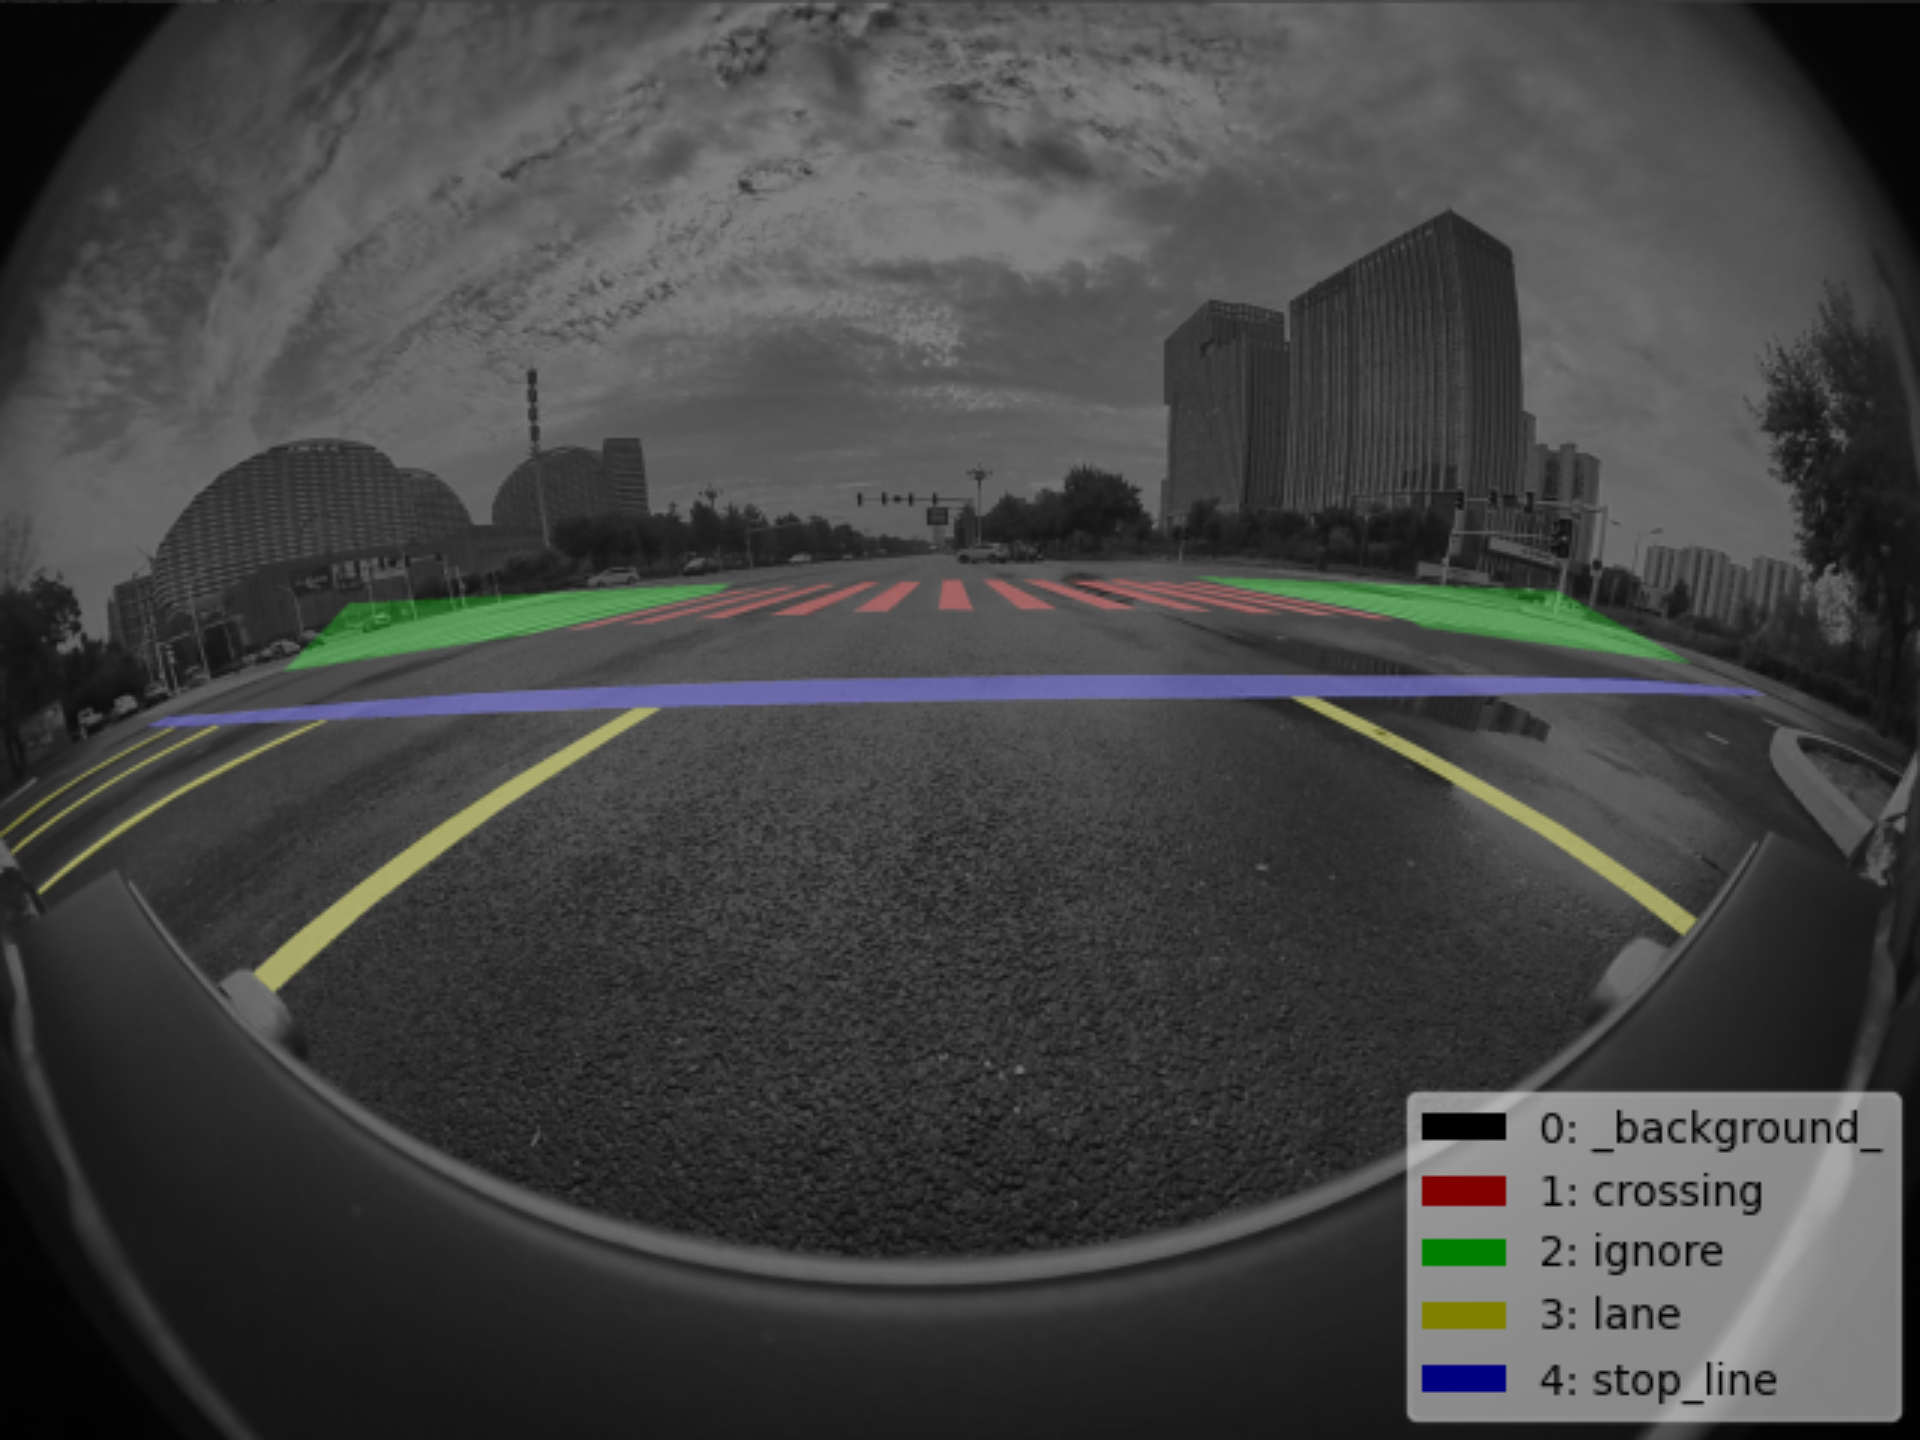 0: _background_
1: crossing
2: ignore
3: lane
4: stop_line